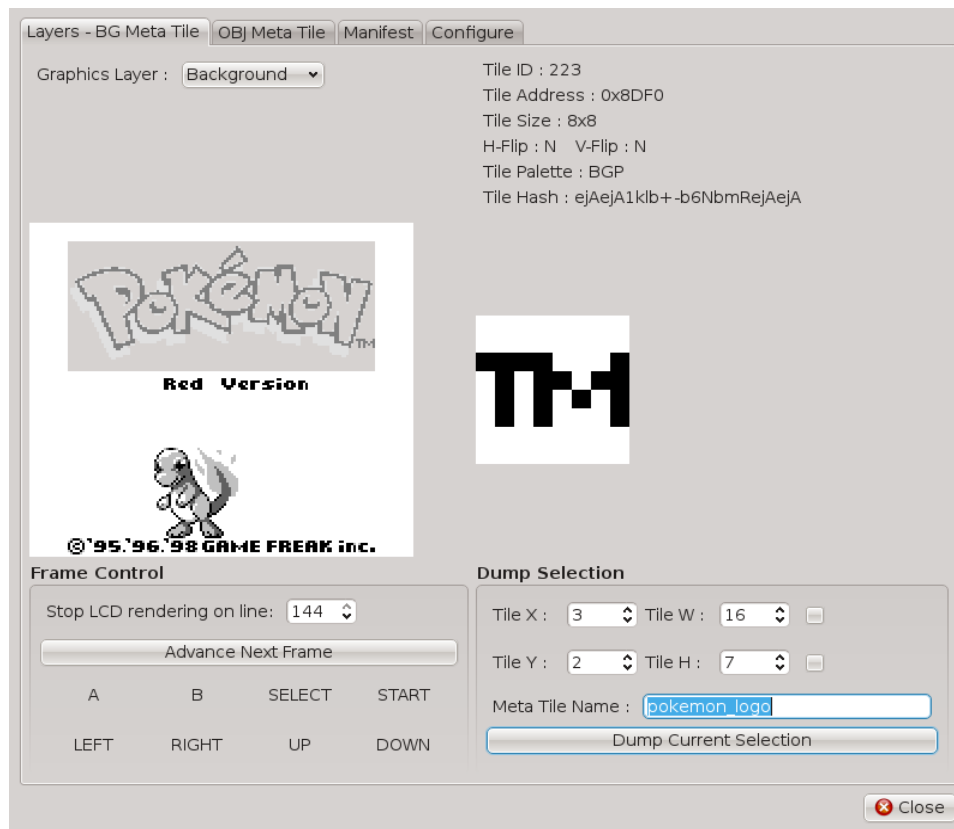 Layers - BG Meta Tile OBJ Meta Tile Manifest Configure
Graphics Layer : Background
Tile ID : 223
Tile Address : 0x8DF0
Tile Size : 8x8
H-Flip : N V-Flip : N
Tile Palette : BGP
Tile Hash : ejAejA1klb+-b6NbmRejAejA
POKéMON
TM
Red Version
©'95.'96.'98 GAME FREAK inc.
TM
Frame Control
Stop LCD rendering on line: 144
Advance Next Frame
A B SELECT START
LEFT RIGHT UP DOWN
Dump Selection
Tile X : 3 Tile W : 16
Tile Y : 2 Tile H : 7
Meta Tile Name : pokemon_logo
Dump Current Selection
Close